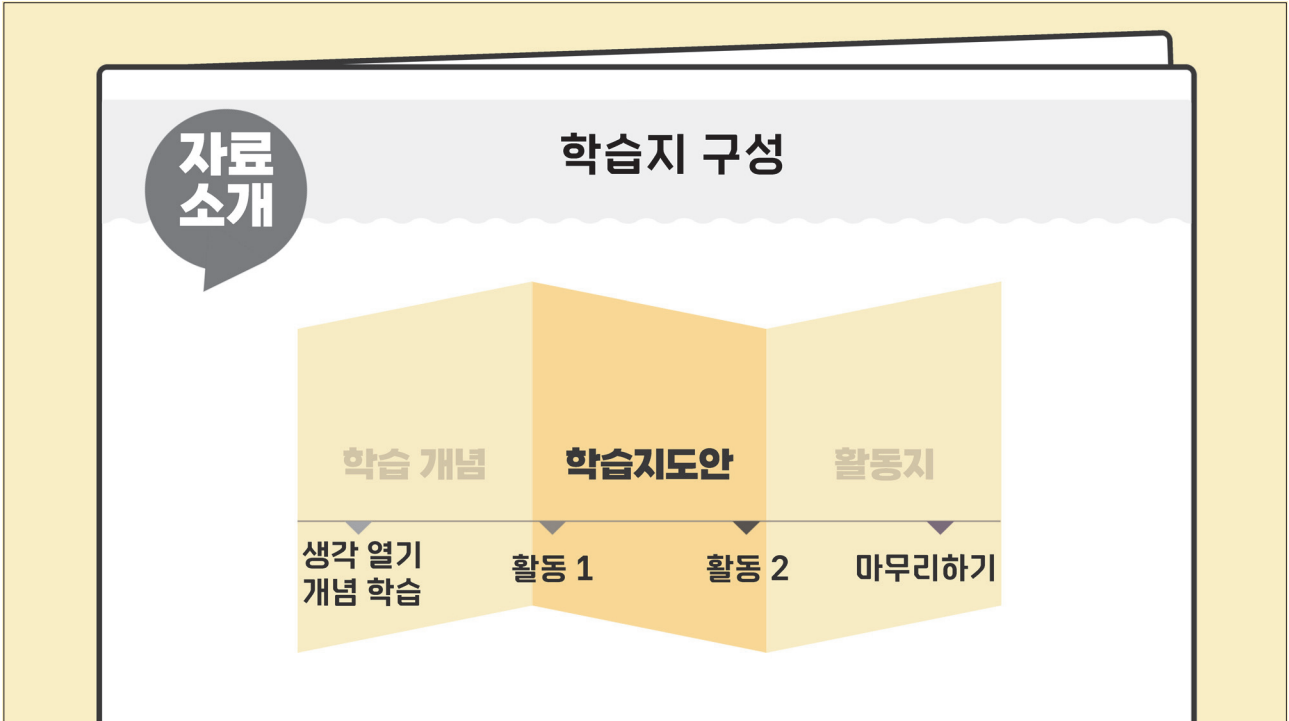 자료
소개
학습지 구성
학습 개념
학습지도안
활동지
생각 열기
개념 학습
활동 1
활동 2
마무리하기